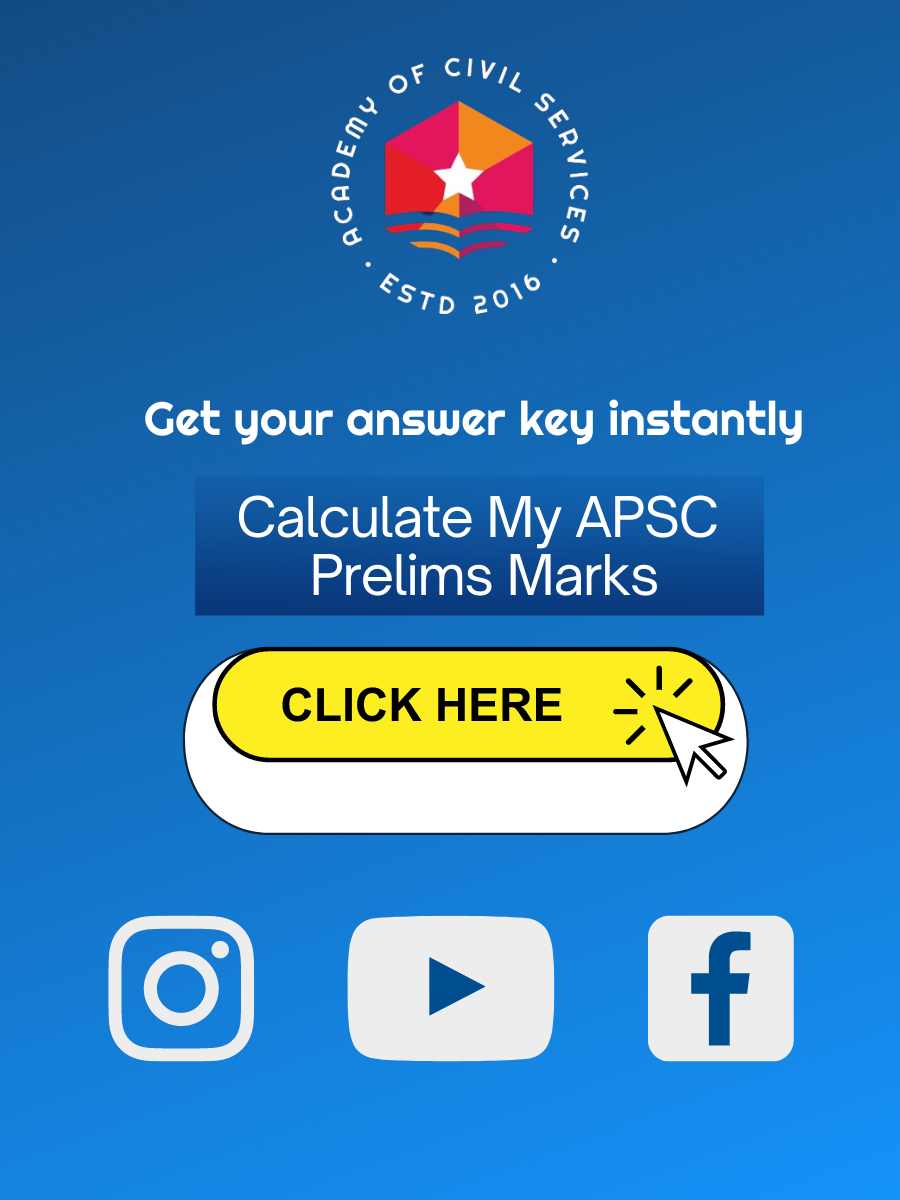 ACADEMY OF CIVIL SERVICES
· ESTD 2016 ·
Get your answer key instantly
Calculate My APSC
Prelims Marks
CLICK HERE